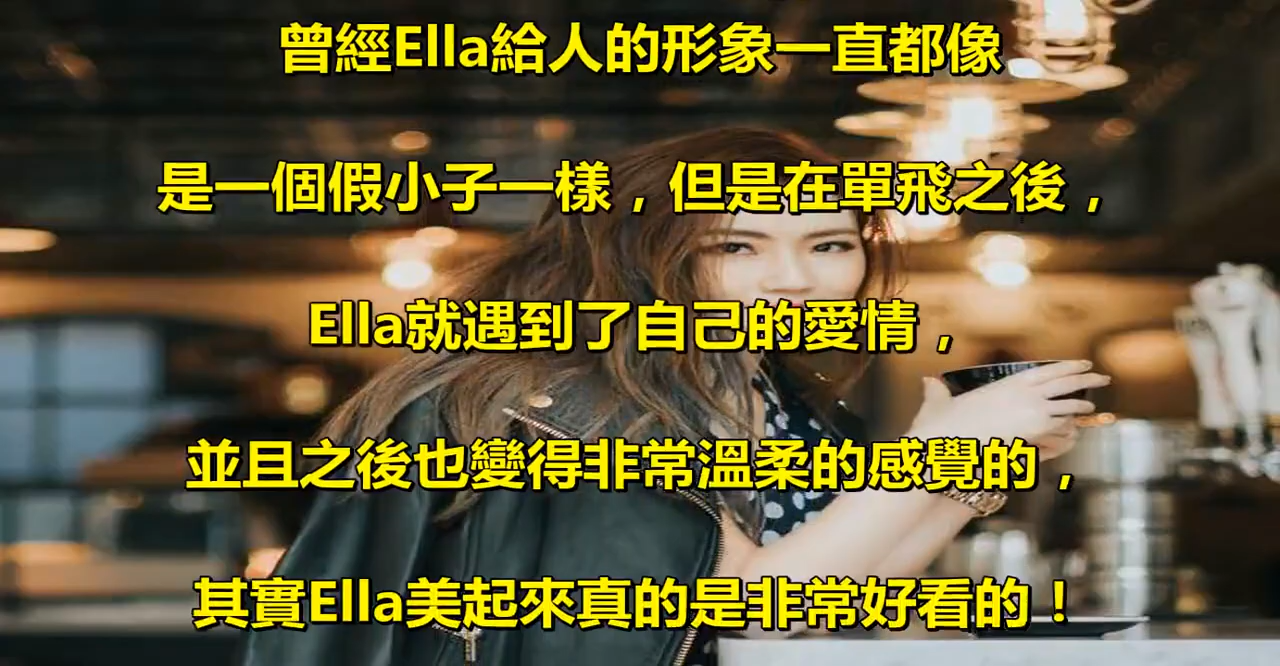 曾經Ella給人的形象一直都像
是一個假小子一樣，但是在單飛之後，
Ella就遇到了自己的愛情，
並且之後也變得非常溫柔的感覺的，
其實Ella美起來真的是非常好看的！